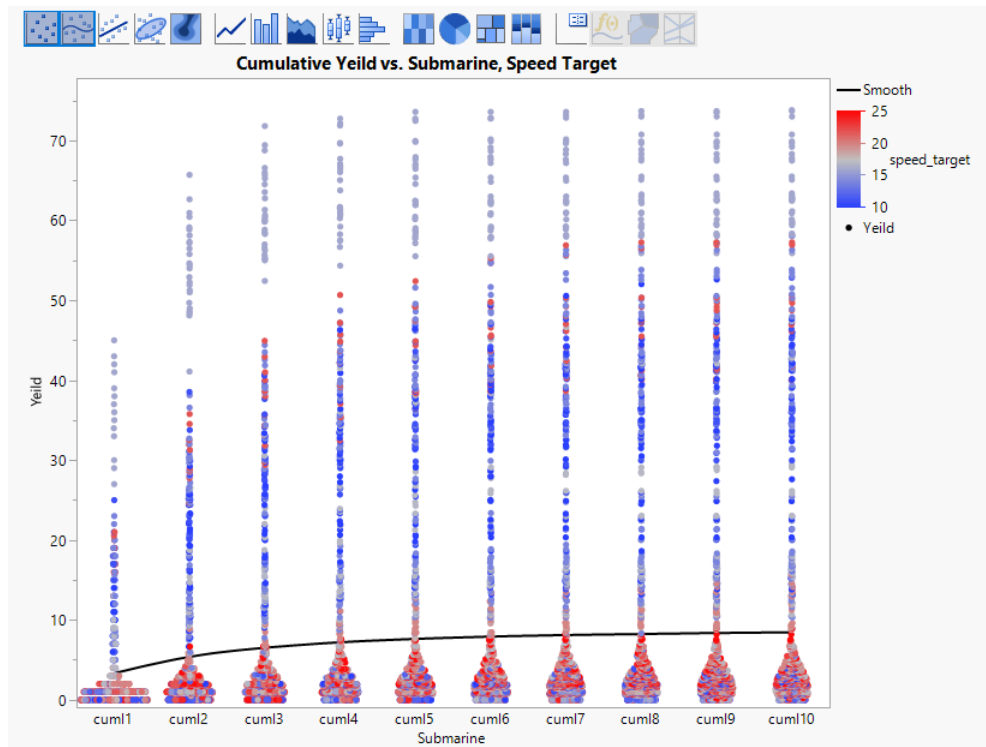 Cumulative Yeild vs. Submarine, Speed Target
Smooth
25
20
15
10
speed_target
Yeild
70
60
50
40
30
20
10
0
Yeild
cuml1 cuml2 cuml3 cuml4 cuml5 cuml6 cuml7 cuml8 cuml9 cuml10
Submarine